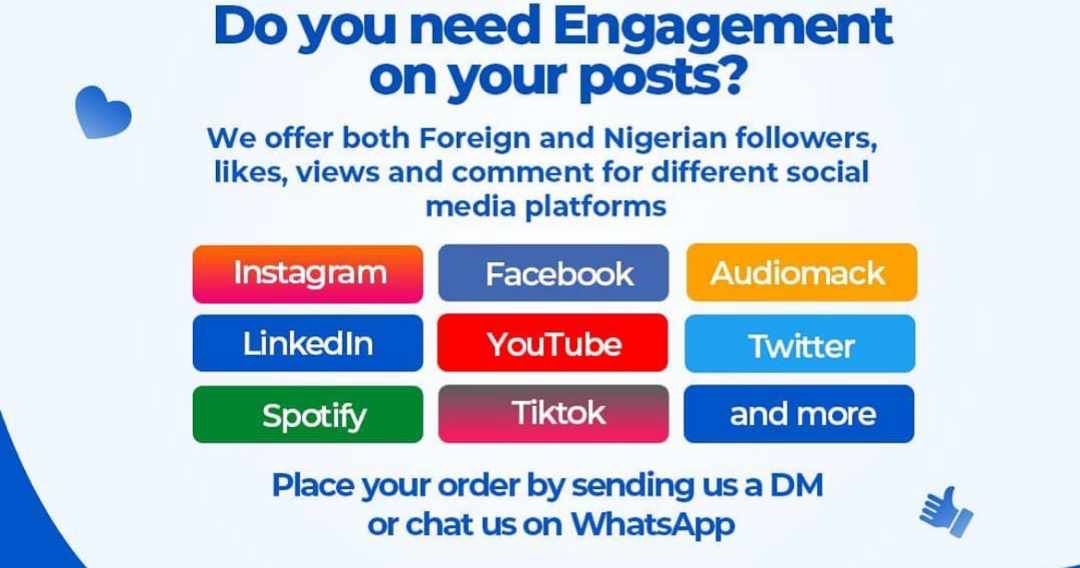 Do you need Engagement
on your posts?
We offer both Foreign and Nigerian followers,
likes, views and comment for different social
media platforms
Instagram Facebook Audiomack
LinkedIn YouTube Twitter
Spotify Tiktok and more
Place your order by sending us a DM
or chat us on WhatsApp